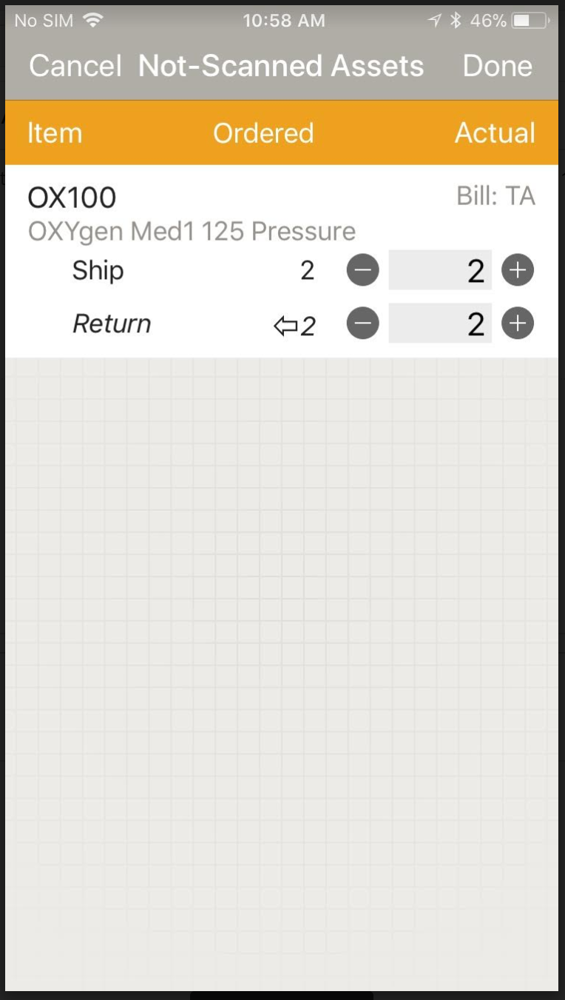 No SIM 10:58 AM 46%
Cancel Not-Scanned Assets Done
Item Ordered Actual
OX100 Bill: TA
OXYgen Med1 125 Pressure
Ship 2 − 2 +
Return ⇦2 − 2 +